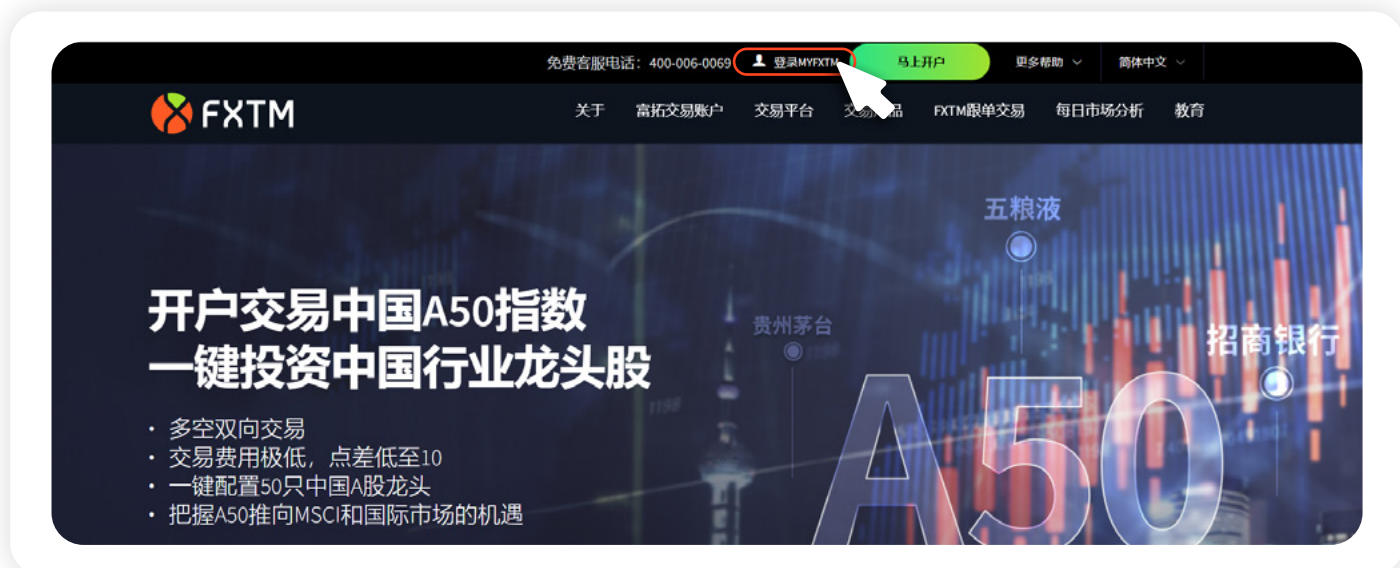 免费客服电话：400-006-0069
登录MYFXTM
马上开户
更多帮助
简体中文
FXTM
关于
富拓交易账户
交易平台
交易 品
FXTM跟单交易
每日市场分析
教育
五粮液
贵州茅台
招商银行
开户交易中国A50指数
一键投资中国行业龙头股
A50
· 多空双向交易
· 交易费用极低，点差低至10
· 一键配置50只中国A股龙头
· 把握A50推向MSCI和国际市场的机遇
1198